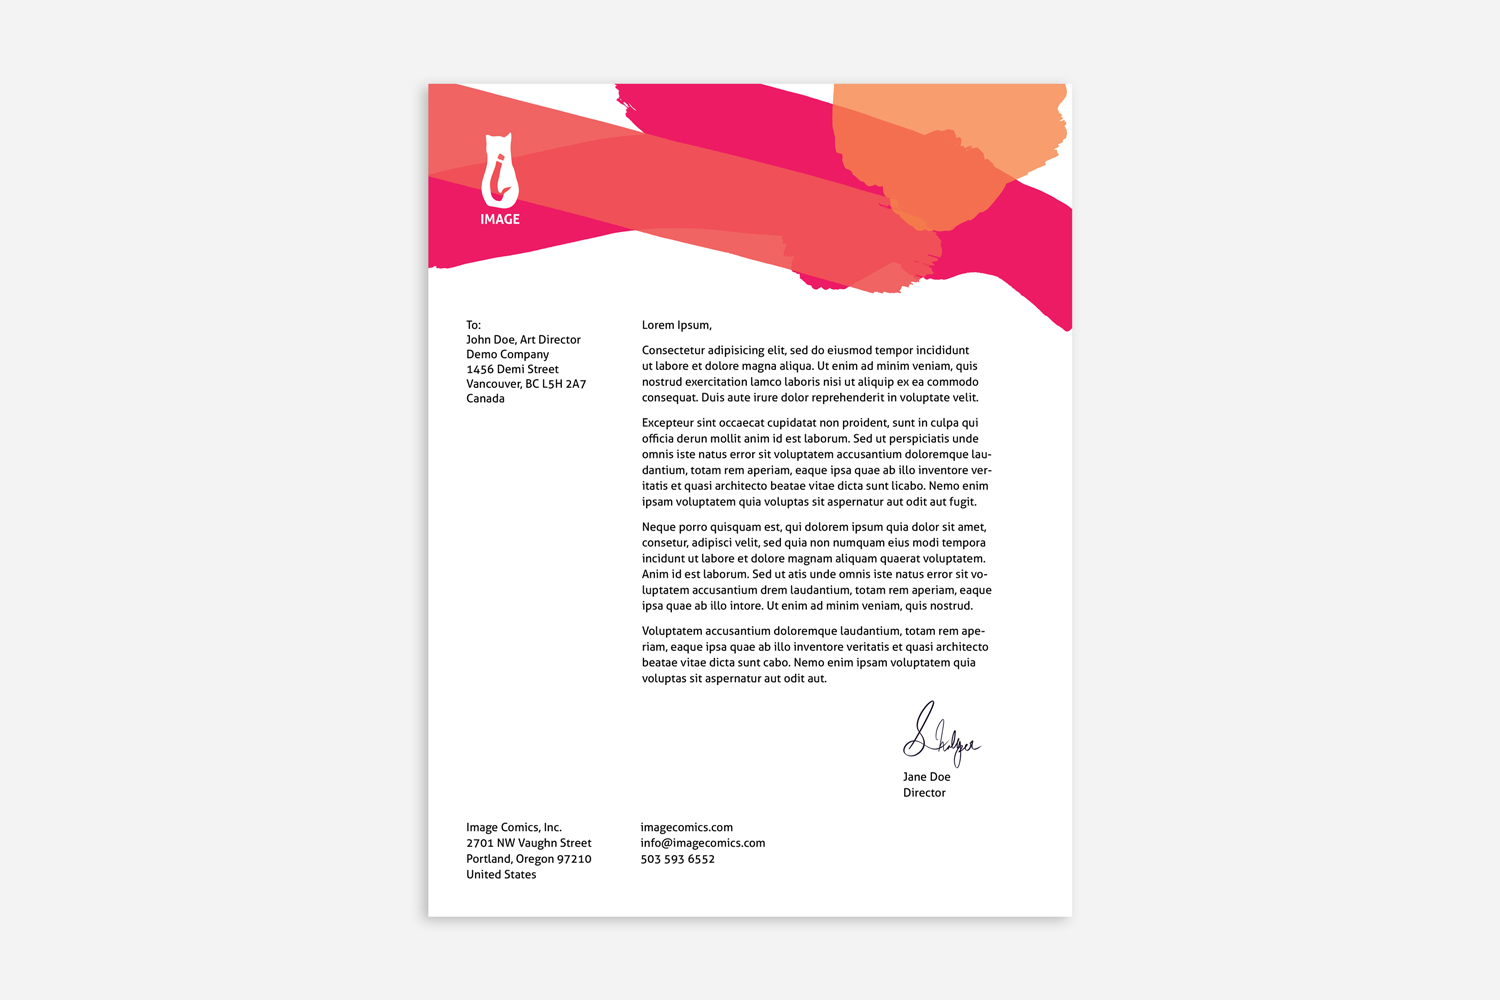 IMAGE
To:
John Doe, Art Director
Demo Company
1456 Demi Street
Vancouver, BC L5H 2A7
Canada
Lorem Ipsum,
Consectetur adipisicing elit, sed do eiusmod tempor incididunt
ut labore et dolore magna aliqua. Ut enim ad minim veniam, quis
nostrud exercitation lamco laboris nisi ut aliquip ex ea commodo
consequat. Duis aute irure dolor reprehenderit in voluptate velit.
Excepteur sint occaecat cupidatat non proident, sunt in culpa qui
officia derun mollit anim id est laborum. Sed ut perspiciatis unde
omnis iste natus error sit voluptatem accusantium doloremque lau-
dantium, totam rem aperiam, eaque ipsa quae ab illo inventore ver-
itatis et quasi architecto beatae vitae dicta sunt licabo. Nemo enim
ipsam voluptatem quia voluptas sit aspernatur aut odit aut fugit.
Neque porro quisquam est, qui dolorem ipsum quia dolor sit amet,
consetur, adipisci velit, sed quia non numquam eius modi tempora
incidunt ut labore et dolore magnam aliquam quaerat voluptatem.
Anim id est laborum. Sed ut atis unde omnis iste natus error sit vo-
luptatem accusantium drem laudantium, totam rem aperiam, eaque
ipsa quae ab illo intore. Ut enim ad minim veniam, quis nostrud.
Voluptatem accusantium doloremque laudantium, totam rem ape-
riam, eaque ipsa quae ab illo inventore veritatis et quasi architecto
beatae vitae dicta sunt cabo. Nemo enim ipsam voluptatem quia
voluptas sit aspernatur aut odit aut.
Jane Doe
Director
Image Comics, Inc.
2701 NW Vaughn Street
Portland, Oregon 97210
United States
imagecomics.com
info@imagecomics.com
503 593 6552